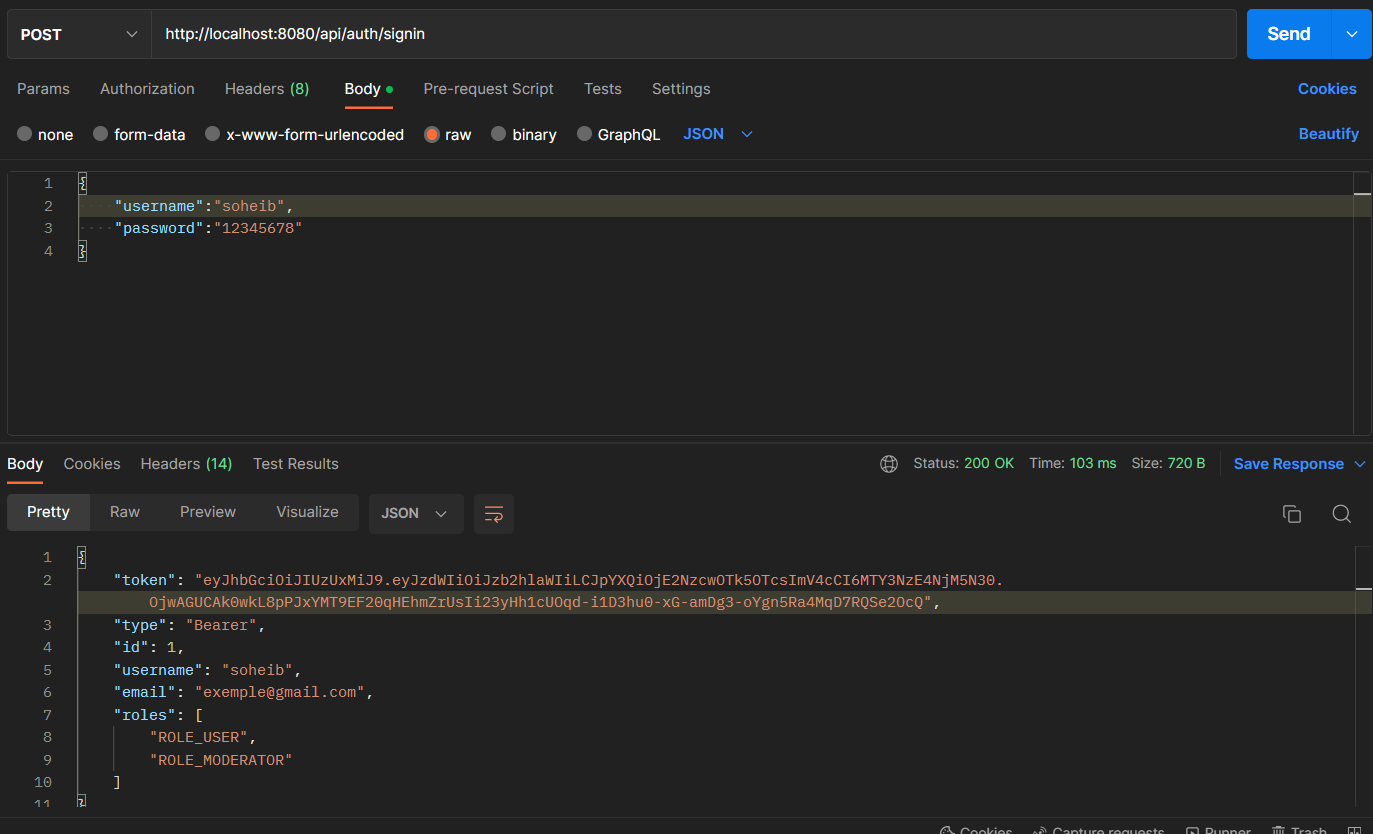 POST http://localhost:8080/api/auth/signin Send
Params Authorization Headers (8) Body Pre-request Script Tests Settings Cookies
none form-data x-www-form-urlencoded raw binary GraphQL JSON Beautify
1 {
2 "username":"soheib",
3 "password":"12345678"
4 }
Body Cookies Headers (14) Test Results Status: 200 OK Time: 103 ms Size: 720 B Save Response
Pretty Raw Preview Visualize JSON
1 {
2 "token": "eyJhbGciOiJIUzUxMiJ9.eyJzdWIiOiJzb2hlaWIiLCJpYXQiOjE2NzcwOTk5OTcsImV4cCI6MTY3NzE4NjM5N30.
OjwAGUCAk0wkL8pPJxYMT9EF20qHEhmZrUsIi23yHh1cUOqd-i1D3hu0-xG-amDg3-oYgn5Ra4MqD7RQSe2OcQ",
3 "type": "Bearer",
4 "id": 1,
5 "username": "soheib",
6 "email": "exemple@gmail.com",
7 "roles": [
8 "ROLE_USER",
9 "ROLE_MODERATOR"
10 ]
11 }
Cookies Capture requests Runner Trash